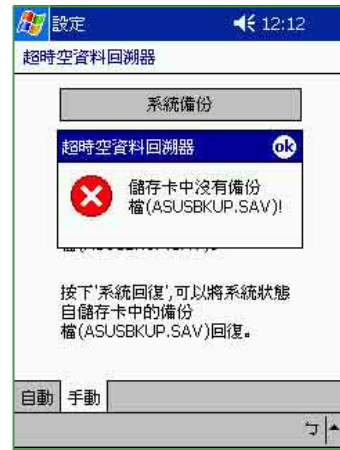 設定 12:12
超時空資料回溯器
系統備份
超時空資料回溯器 ok
儲存卡中沒有備份
檔(ASUSBKUP.SAV)!
按下'系統回復',可以將系統狀態
自儲存卡中的備份
檔(ASUSBKUP.SAV)回復。
自動 手動
ㄅ